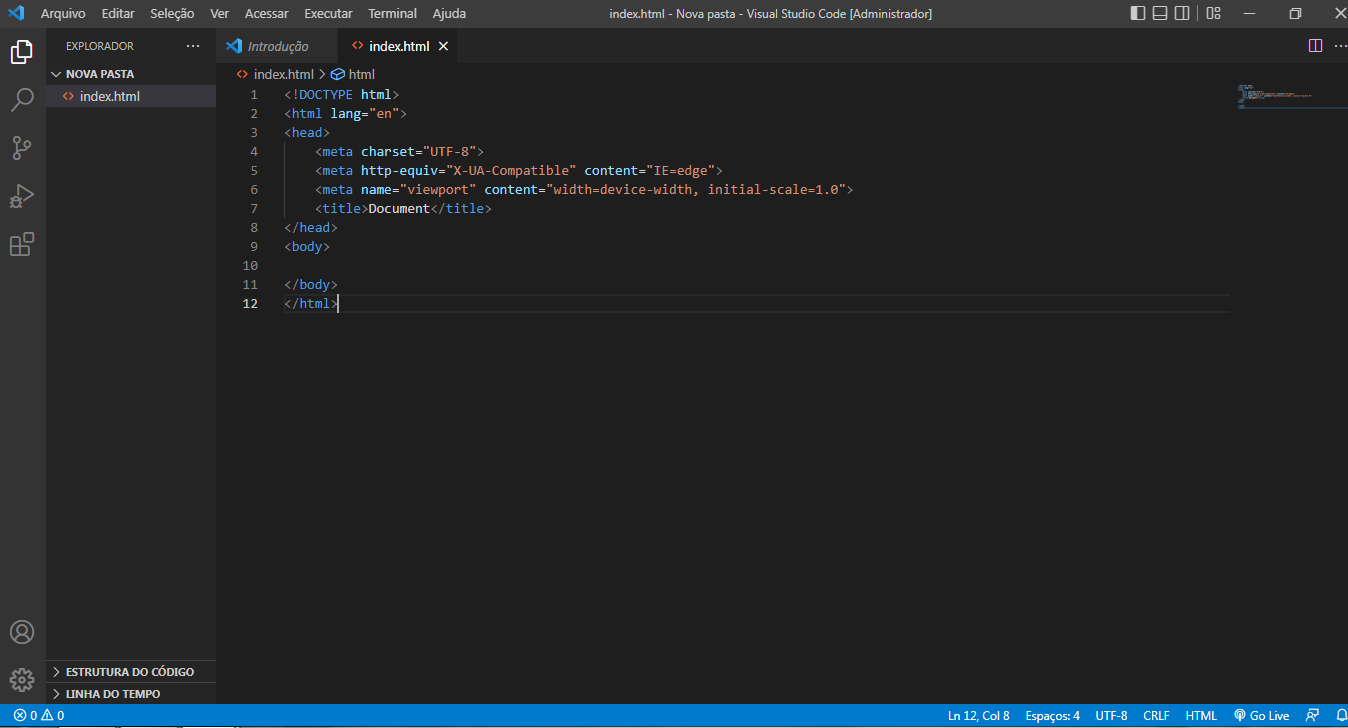 Arquivo Editar Seleção Ver Acessar Executar Terminal Ajuda index.html - Nova pasta - Visual Studio Code [Administrador]
EXPLORADOR ··· Introdução <> index.html ×
<> index.html > html
NOVA PASTA
<> index.html
1 <!DOCTYPE html>
2 <html lang="en">
3 <head>
4     <meta charset="UTF-8">
5     <meta http-equiv="X-UA-Compatible" content="IE=edge">
6     <meta name="viewport" content="width=device-width, initial-scale=1.0">
7     <title>Document</title>
8 </head>
9 <body>
10
11 </body>
12 </html>
ESTRUTURA DO CÓDIGO
LINHA DO TEMPO
0 0 Ln 12, Col 8 Espaços: 4 UTF-8 CRLF HTML Go Live